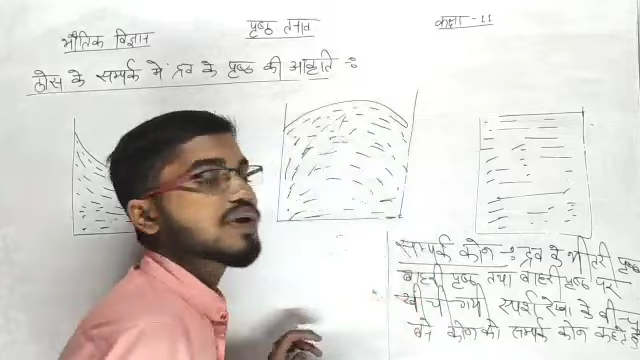 भौतिक विज्ञान
पृष्ठ तनाव
कक्षा -11
ठोस के सम्पर्क में द्रव के पृष्ठ की आकृति :-
सम्पर्क कोण :- द्रव के भीतरी पृष्ठ
बाहरी पृष्ठ तथा बाहरी पृष्ठ पर
खींची गयी स्पर्श रेखा के बीच
के कोण को सम्पर्क कोण कहते है